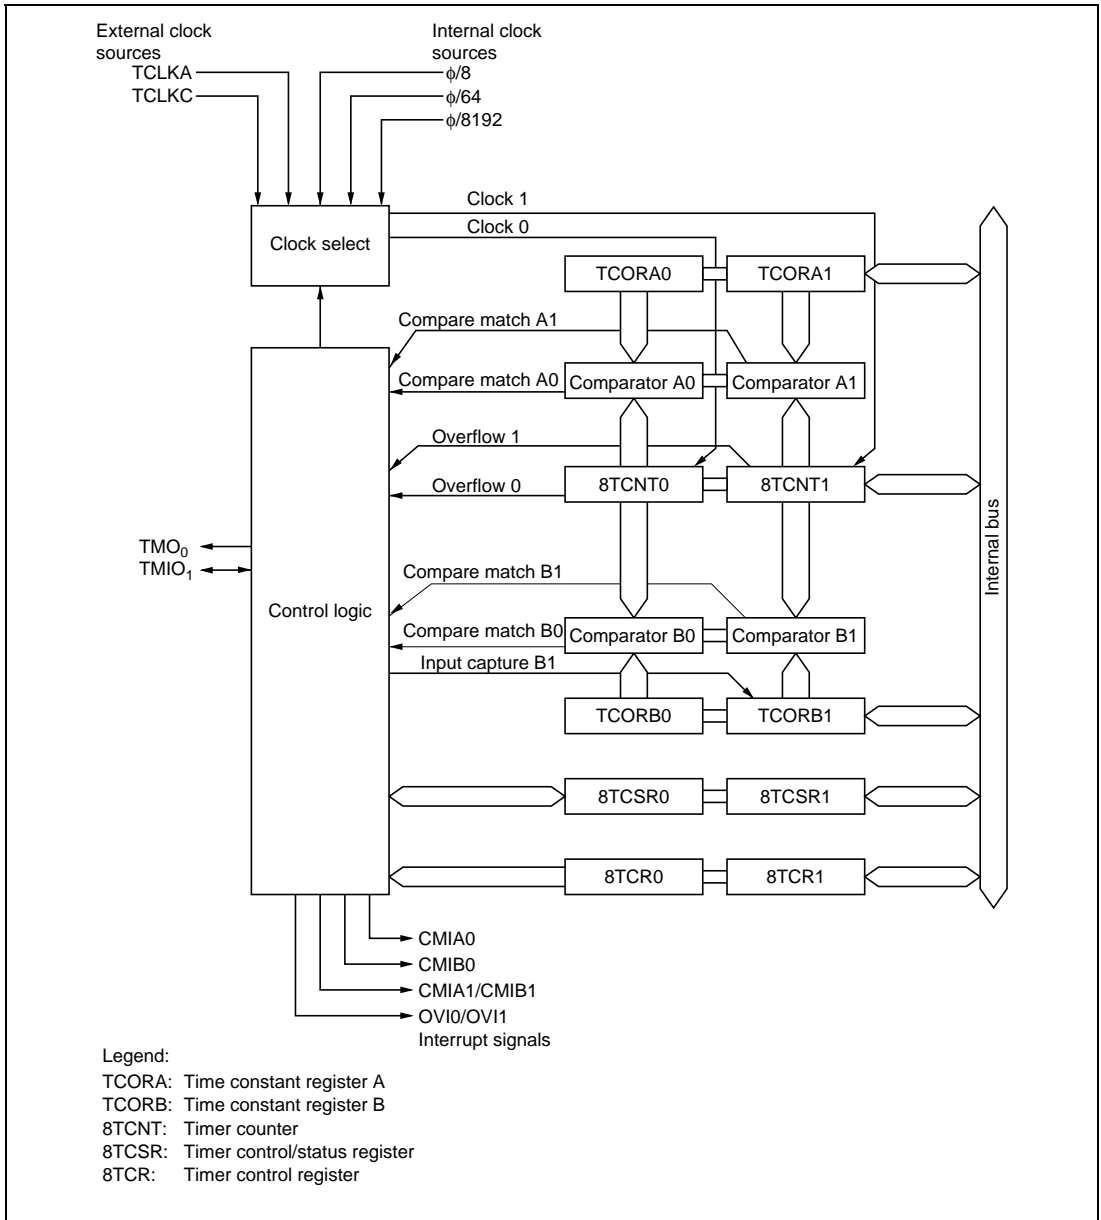 External clock
sources
TCLKA
TCLKC
Internal clock
sources
ϕ/8
ϕ/64
ϕ/8192
Clock 1
Clock 0
Clock select
TCORA0
TCORA1
Compare match A1
Compare match A0
Comparator A0
Comparator A1
Overflow 1
Overflow 0
8TCNT0
8TCNT1
Internal bus
TMO₀
TMIO₁
Control logic
Compare match B1
Compare match B0
Comparator B0
Comparator B1
Input capture B1
TCORB0
TCORB1
8TCSR0
8TCSR1
8TCR0
8TCR1
CMIA0
CMIB0
CMIA1/CMIB1
OVI0/OVI1
Interrupt signals
Legend:
TCORA: Time constant register A
TCORB: Time constant register B
8TCNT: Timer counter
8TCSR: Timer control/status register
8TCR: Timer control register